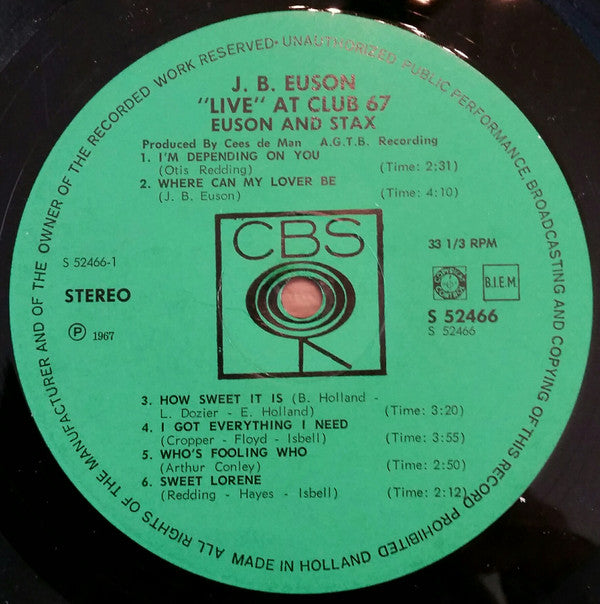 ALL RIGHTS OF THE MANUFACTURER AND OF THE OWNER OF THE RECORDED WORK RESERVED · UNAUTHORIZED PUBLIC PERFORMANCE, BROADCASTING AND COPYING OF THIS RECORD PROHIBITED
J. B. EUSON
"LIVE" AT CLUB 67
EUSON AND STAX
Produced By Cees de Man A.G.T.B. Recording
1. I'M DEPENDING ON YOU
(Otis Redding) (Time: 2:31)
2. WHERE CAN MY LOVER BE
(J. B. Euson) (Time: 4:10)
CBS
S 52466-1
33 1/3 RPM
STEREO
B.I.E.M.
S 52466
S 52466
Ⓟ 1967
3. HOW SWEET IT IS (B. Holland -
L. Dozier - E. Holland) (Time: 3:20)
4. I GOT EVERYTHING I NEED
(Cropper - Floyd - Isbell) (Time: 3:55)
5. WHO'S FOOLING WHO
(Arthur Conley) (Time: 2:50)
6. SWEET LORENE
(Redding - Hayes - Isbell) (Time: 2:12)
MADE IN HOLLAND